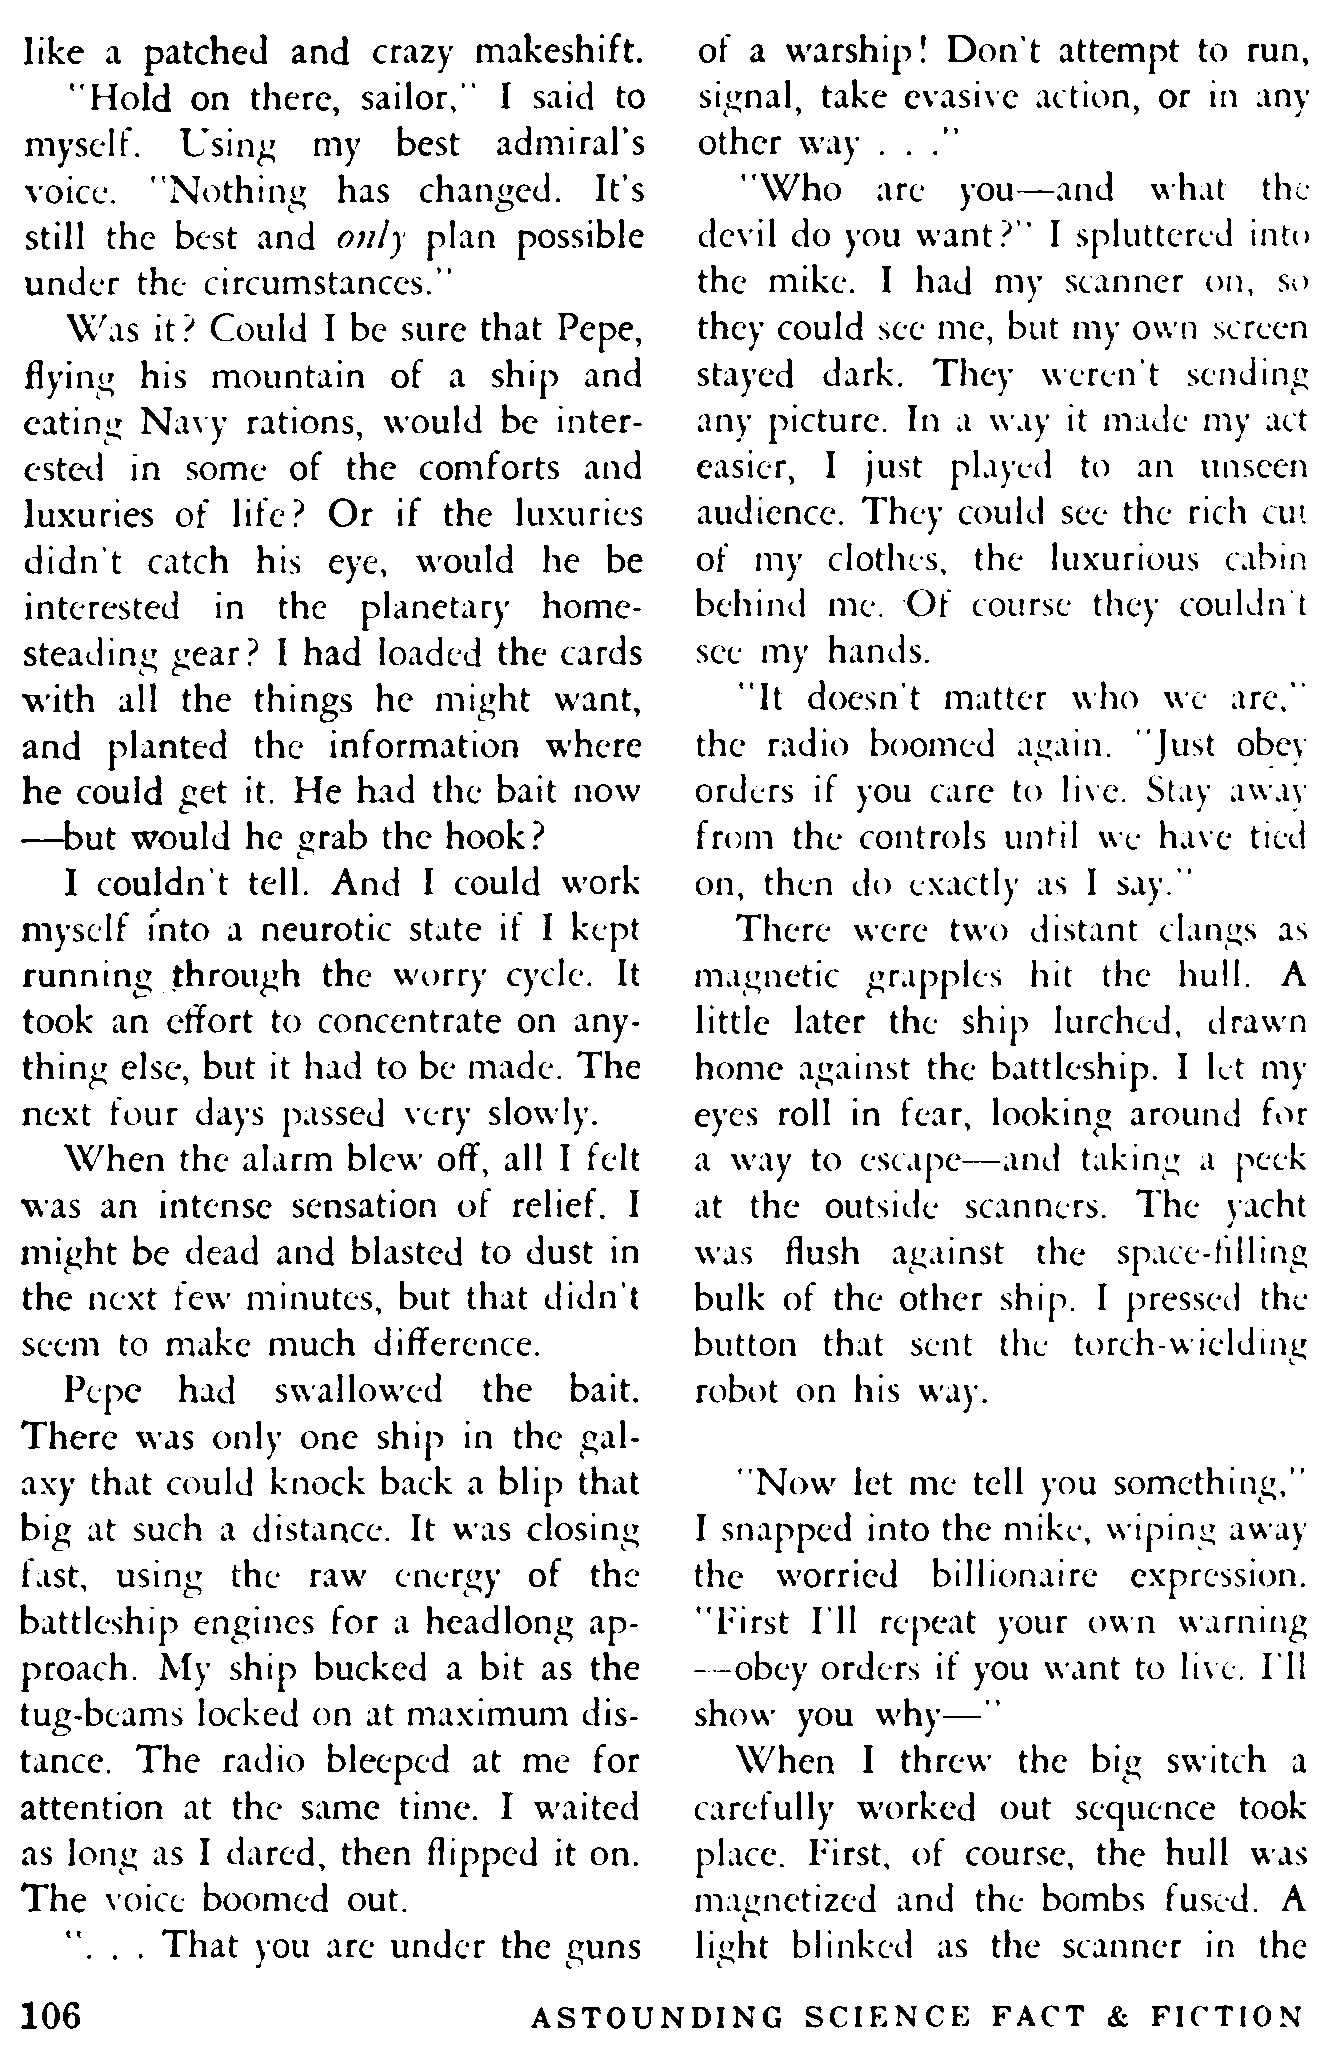 like a patched and crazy makeshift.
"Hold on there, sailor," I said to
myself. Using my best admiral's
voice. "Nothing has changed. It's
still the best and only plan possible
under the circumstances."
Was it? Could I be sure that Pepe,
flying his mountain of a ship and
eating Navy rations, would be inter-
ested in some of the comforts and
luxuries of life? Or if the luxuries
didn't catch his eye, would he be
interested in the planetary home-
steading gear? I had loaded the cards
with all the things he might want,
and planted the information where
he could get it. He had the bait now
—but would he grab the hook?
I couldn't tell. And I could work
myself into a neurotic state if I kept
running through the worry cycle. It
took an effort to concentrate on any-
thing else, but it had to be made. The
next four days passed very slowly.
When the alarm blew off, all I felt
was an intense sensation of relief. I
might be dead and blasted to dust in
the next few minutes, but that didn't
seem to make much difference.
Pepe had swallowed the bait.
There was only one ship in the gal-
axy that could knock back a blip that
big at such a distance. It was closing
fast, using the raw energy of the
battleship engines for a headlong ap-
proach. My ship bucked a bit as the
tug-beams locked on at maximum dis-
tance. The radio bleeped at me for
attention at the same time. I waited
as long as I dared, then flipped it on.
The voice boomed out.
". . . That you are under the guns
of a warship! Don't attempt to run,
signal, take evasive action, or in any
other way . . ."
"Who are you—and what the
devil do you want?" I spluttered into
the mike. I had my scanner on, so
they could see me, but my own screen
stayed dark. They weren't sending
any picture. In a way it made my act
easier, I just played to an unseen
audience. They could see the rich cut
of my clothes, the luxurious cabin
behind me. Of course they couldn't
see my hands.
"It doesn't matter who we are,"
the radio boomed again. "Just obey
orders if you care to live. Stay away
from the controls until we have tied
on, then do exactly as I say."
There were two distant clangs as
magnetic grapples hit the hull. A
little later the ship lurched, drawn
home against the battleship. I let my
eyes roll in fear, looking around for
a way to escape—and taking a peek
at the outside scanners. The yacht
was flush against the space-filling
bulk of the other ship. I pressed the
button that sent the torch-wielding
robot on his way.
"Now let me tell you something,"
I snapped into the mike, wiping away
the worried billionaire expression.
"First I'll repeat your own warning
—obey orders if you want to live. I'll
show you why—"
When I threw the big switch a
carefully worked out sequence took
place. First, of course, the hull was
magnetized and the bombs fused. A
light blinked as the scanner in the
106 ASTOUNDING SCIENCE FACT & FICTION